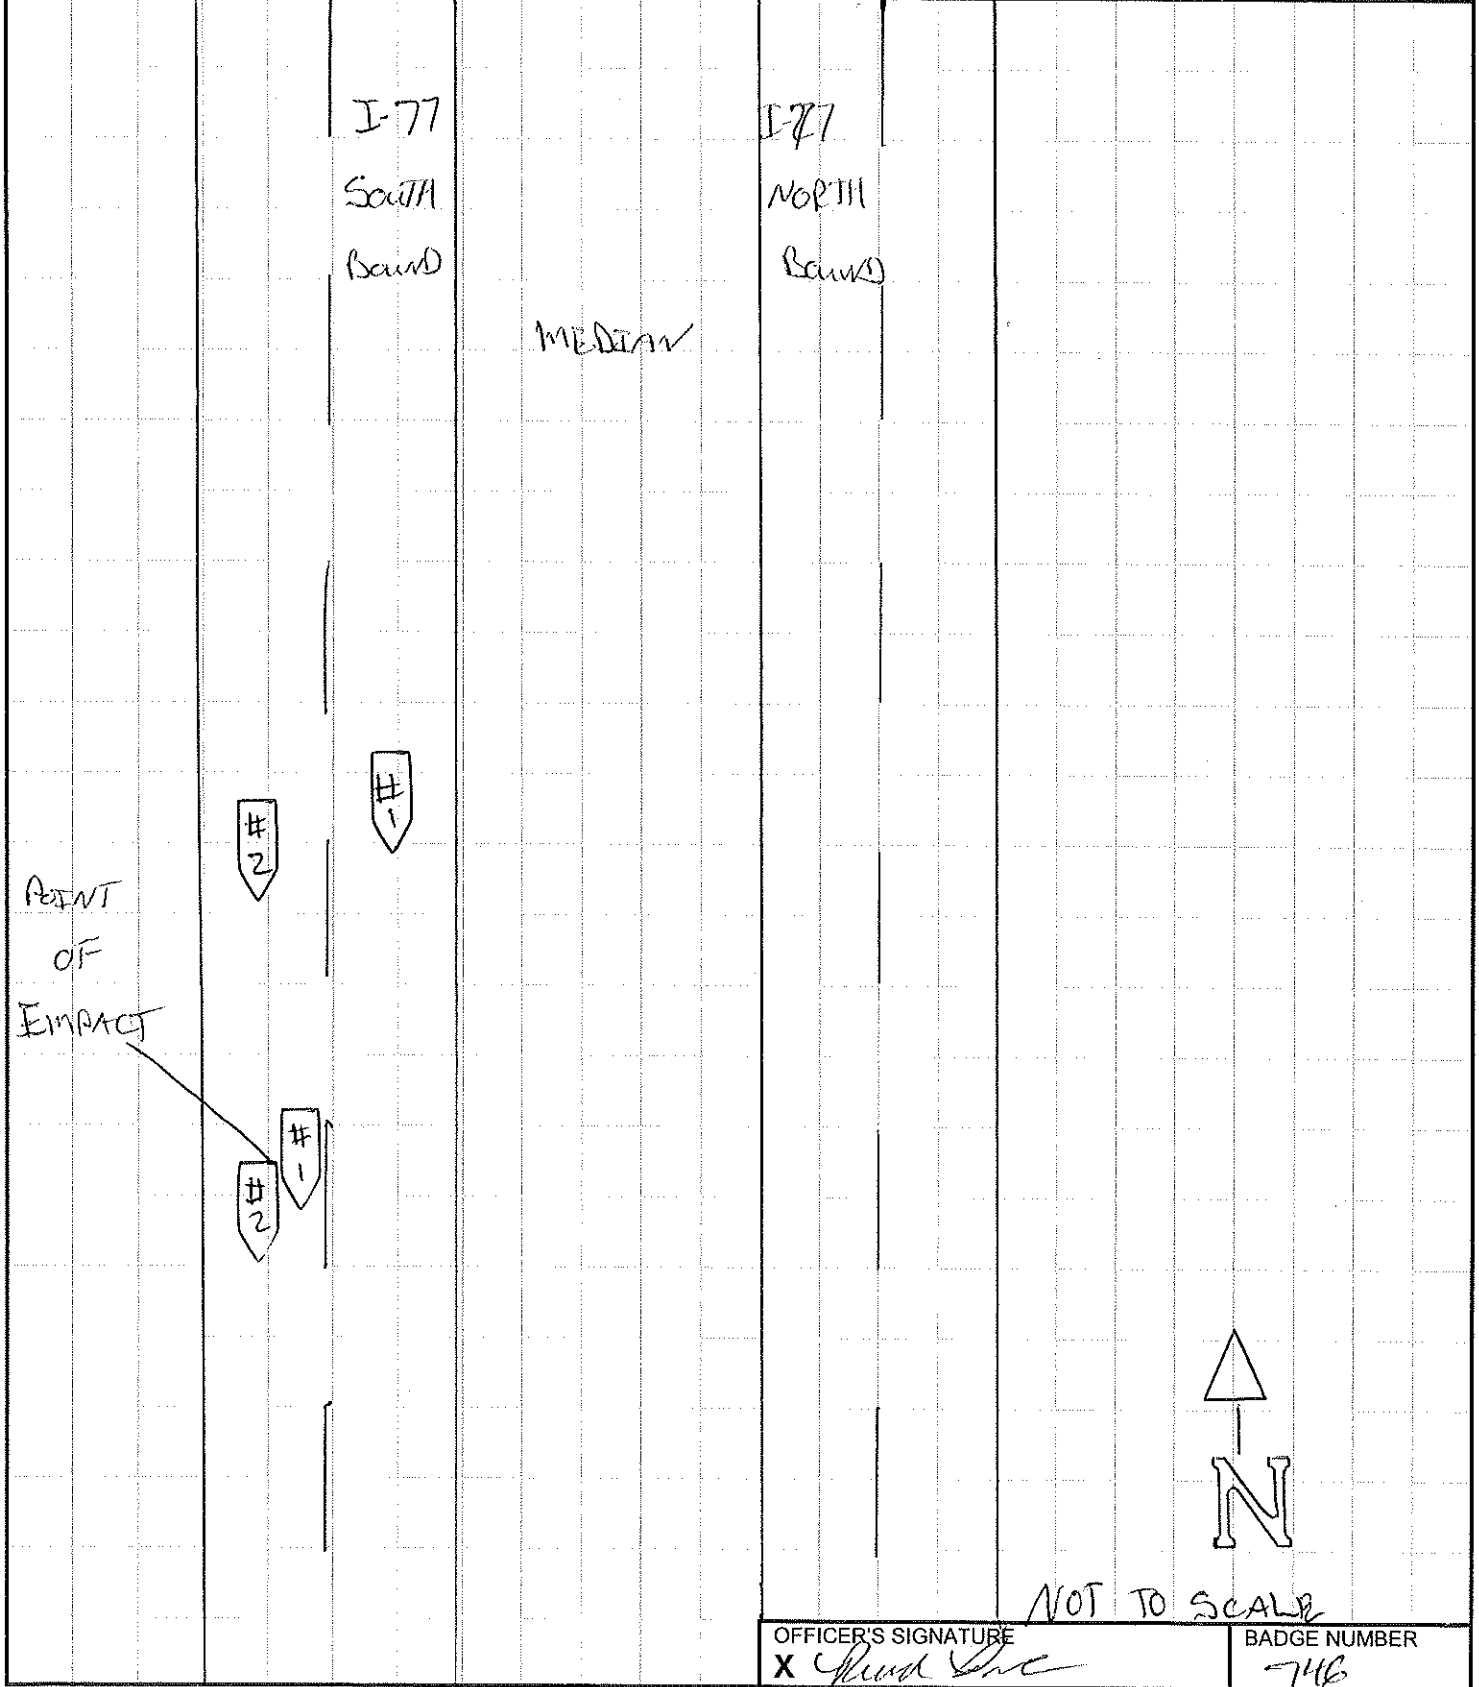 I-77
SOUTH
BOUND
I-77
NORTH
BOUND
MEDIAN
#
1
#
2
POINT
OF
IMPACT
#
1
#
2
N
NOT TO SCALE
OFFICER'S SIGNATURE
X
BADGE NUMBER
746